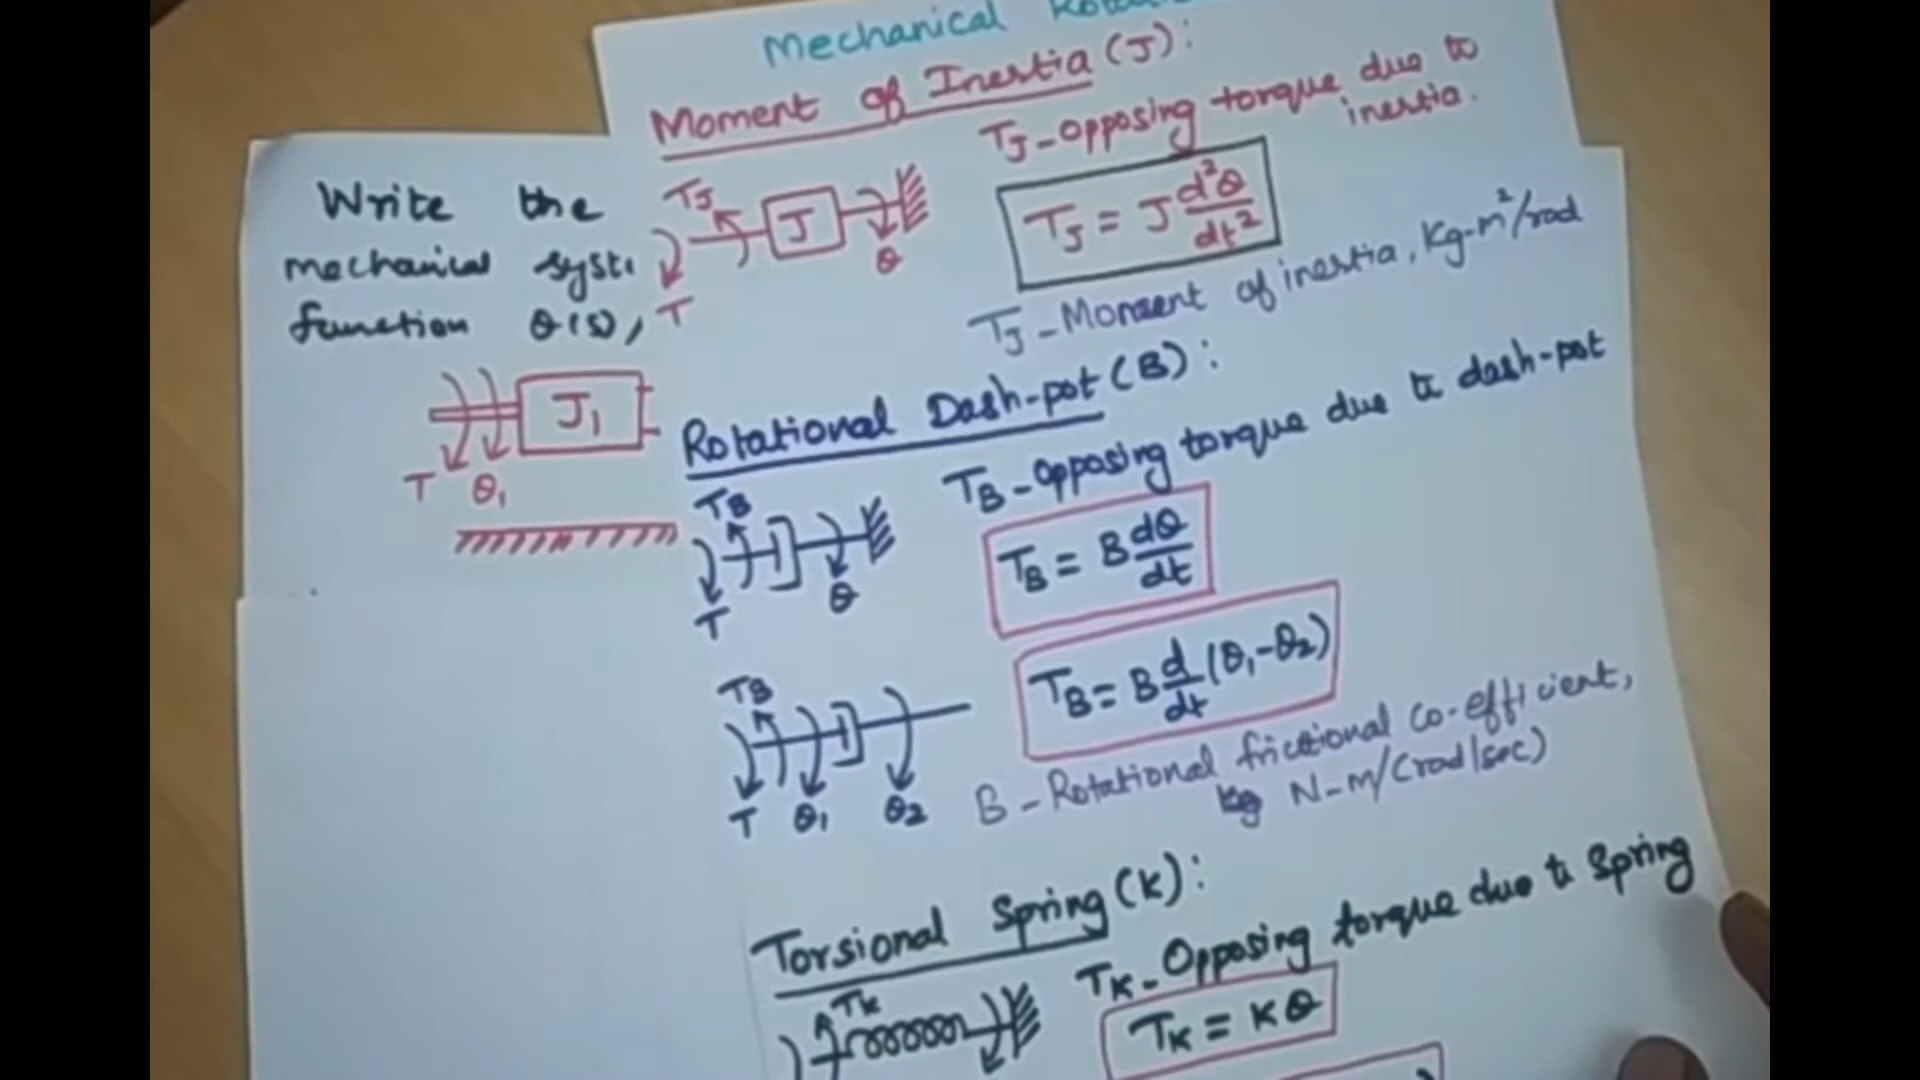 Mechanical
Moment of Inertia (J):
TJ - Opposing torque due to
inertia.
TJ
J
θ
T
TJ = J d²θ/dt²
TJ - Moment of inertia, Kg-m²/rad
Write the
mechanical
function θ(s),
J1
T θ1
Rotational Dash-pot (B):
TB - Opposing torque due to dash-pot
TB
θ
T
TB = B dθ/dt
TB = B d/dt (θ1-θ2)
TB
T θ1 θ2
B - Rotational frictional co-efficient,
N-m/(rad/sec)
Torsional Spring (K):
TK - Opposing torque due to Spring
TK
TK = Kθ